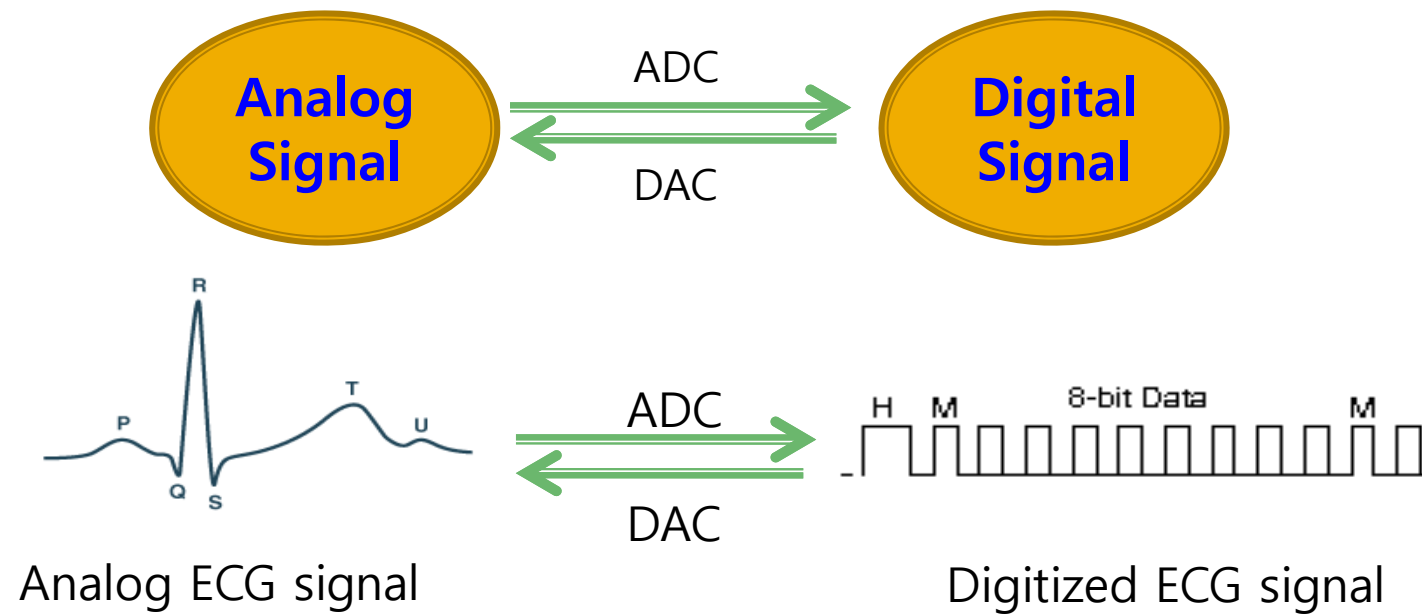 Analog
Signal
ADC
DAC
Digital
Signal
R
P
Q
S
T
U
ADC
DAC
H M 8-bit Data M
Analog ECG signal
Digitized ECG signal